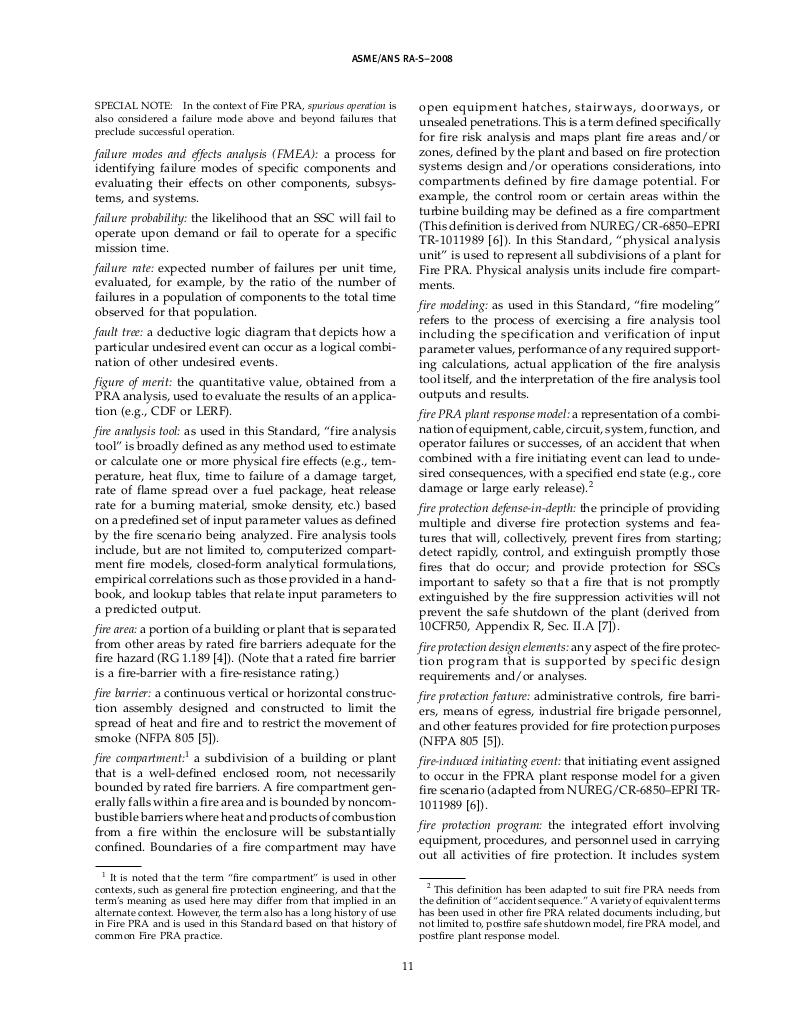 ASME/ANS RA-S–2008
SPECIAL NOTE: In the context of Fire PRA, spurious operation is
also considered a failure mode above and beyond failures that
preclude successful operation.
failure modes and effects analysis (FMEA): a process for
identifying failure modes of specific components and
evaluating their effects on other components, subsys-
tems, and systems.
failure probability: the likelihood that an SSC will fail to
operate upon demand or fail to operate for a specific
mission time.
failure rate: expected number of failures per unit time,
evaluated, for example, by the ratio of the number of
failures in a population of components to the total time
observed for that population.
fault tree: a deductive logic diagram that depicts how a
particular undesired event can occur as a logical combi-
nation of other undesired events.
figure of merit: the quantitative value, obtained from a
PRA analysis, used to evaluate the results of an applica-
tion (e.g., CDF or LERF).
fire analysis tool: as used in this Standard, “fire analysis
tool” is broadly defined as any method used to estimate
or calculate one or more physical fire effects (e.g., tem-
perature, heat flux, time to failure of a damage target,
rate of flame spread over a fuel package, heat release
rate for a burning material, smoke density, etc.) based
on a predefined set of input parameter values as defined
by the fire scenario being analyzed. Fire analysis tools
include, but are not limited to, computerized compart-
ment fire models, closed-form analytical formulations,
empirical correlations such as those provided in a hand-
book, and lookup tables that relate input parameters to
a predicted output.
fire area: a portion of a building or plant that is separated
from other areas by rated fire barriers adequate for the
fire hazard (RG 1.189 [4]). (Note that a rated fire barrier
is a fire-barrier with a fire-resistance rating.)
fire barrier: a continuous vertical or horizontal construc-
tion assembly designed and constructed to limit the
spread of heat and fire and to restrict the movement of
smoke (NFPA 805 [5]).
fire compartment:1 a subdivision of a building or plant
that is a well-defined enclosed room, not necessarily
bounded by rated fire barriers. A fire compartment gen-
erally falls within a fire area and is bounded by noncom-
bustible barriers where heat and products of combustion
from a fire within the enclosure will be substantially
confined. Boundaries of a fire compartment may have
1 It is noted that the term “fire compartment” is used in other
contexts, such as general fire protection engineering, and that the
term’s meaning as used here may differ from that implied in an
alternate context. However, the term also has a long history of use
in Fire PRA and is used in this Standard based on that history of
common Fire PRA practice.
open equipment hatches, stairways, doorways, or
unsealed penetrations. This is a term defined specifically
for fire risk analysis and maps plant fire areas and/or
zones, defined by the plant and based on fire protection
systems design and/or operations considerations, into
compartments defined by fire damage potential. For
example, the control room or certain areas within the
turbine building may be defined as a fire compartment
(This definition is derived from NUREG/CR-6850–EPRI
TR-1011989 [6]). In this Standard, “physical analysis
unit” is used to represent all subdivisions of a plant for
Fire PRA. Physical analysis units include fire compart-
ments.
fire modeling: as used in this Standard, “fire modeling”
refers to the process of exercising a fire analysis tool
including the specification and verification of input
parameter values, performance of any required support-
ing calculations, actual application of the fire analysis
tool itself, and the interpretation of the fire analysis tool
outputs and results.
fire PRA plant response model: a representation of a combi-
nation of equipment, cable, circuit, system, function, and
operator failures or successes, of an accident that when
combined with a fire initiating event can lead to unde-
sired consequences, with a specified end state (e.g., core
damage or large early release).2
fire protection defense-in-depth: the principle of providing
multiple and diverse fire protection systems and fea-
tures that will, collectively, prevent fires from starting;
detect rapidly, control, and extinguish promptly those
fires that do occur; and provide protection for SSCs
important to safety so that a fire that is not promptly
extinguished by the fire suppression activities will not
prevent the safe shutdown of the plant (derived from
10CFR50, Appendix R, Sec. II.A [7]).
fire protection design elements: any aspect of the fire protec-
tion program that is supported by specific design
requirements and/or analyses.
fire protection feature: administrative controls, fire barri-
ers, means of egress, industrial fire brigade personnel,
and other features provided for fire protection purposes
(NFPA 805 [5]).
fire-induced initiating event: that initiating event assigned
to occur in the FPRA plant response model for a given
fire scenario (adapted from NUREG/CR-6850–EPRI TR-
1011989 [6]).
fire protection program: the integrated effort involving
equipment, procedures, and personnel used in carrying
out all activities of fire protection. It includes system
2 This definition has been adapted to suit fire PRA needs from
the definition of “accident sequence.” A variety of equivalent terms
has been used in other fire PRA related documents including, but
not limited to, postfire safe shutdown model, fire PRA model, and
postfire plant response model.
11